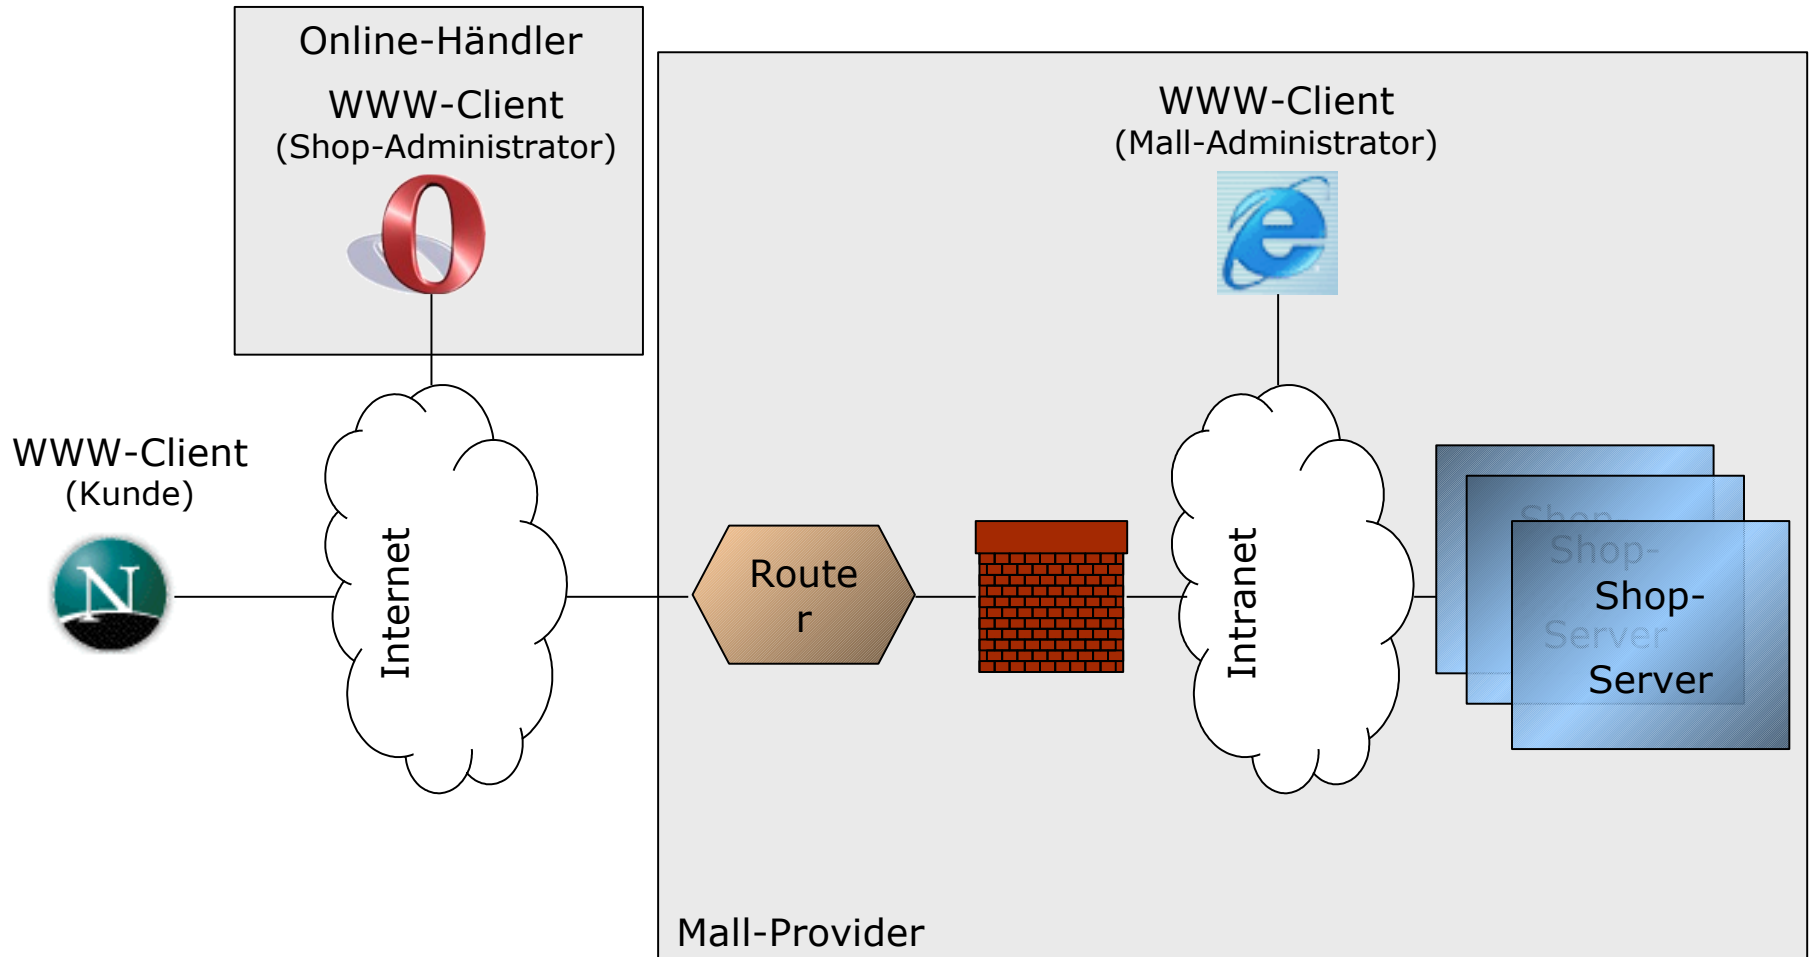 Online-Händler
WWW-Client
(Shop-Administrator)
WWW-Client
(Mall-Administrator)
WWW-Client
(Kunde)
N
Internet
Route
r
Intranet
Shop-
Shop-
Server
Shop-
Server
Mall-Provider